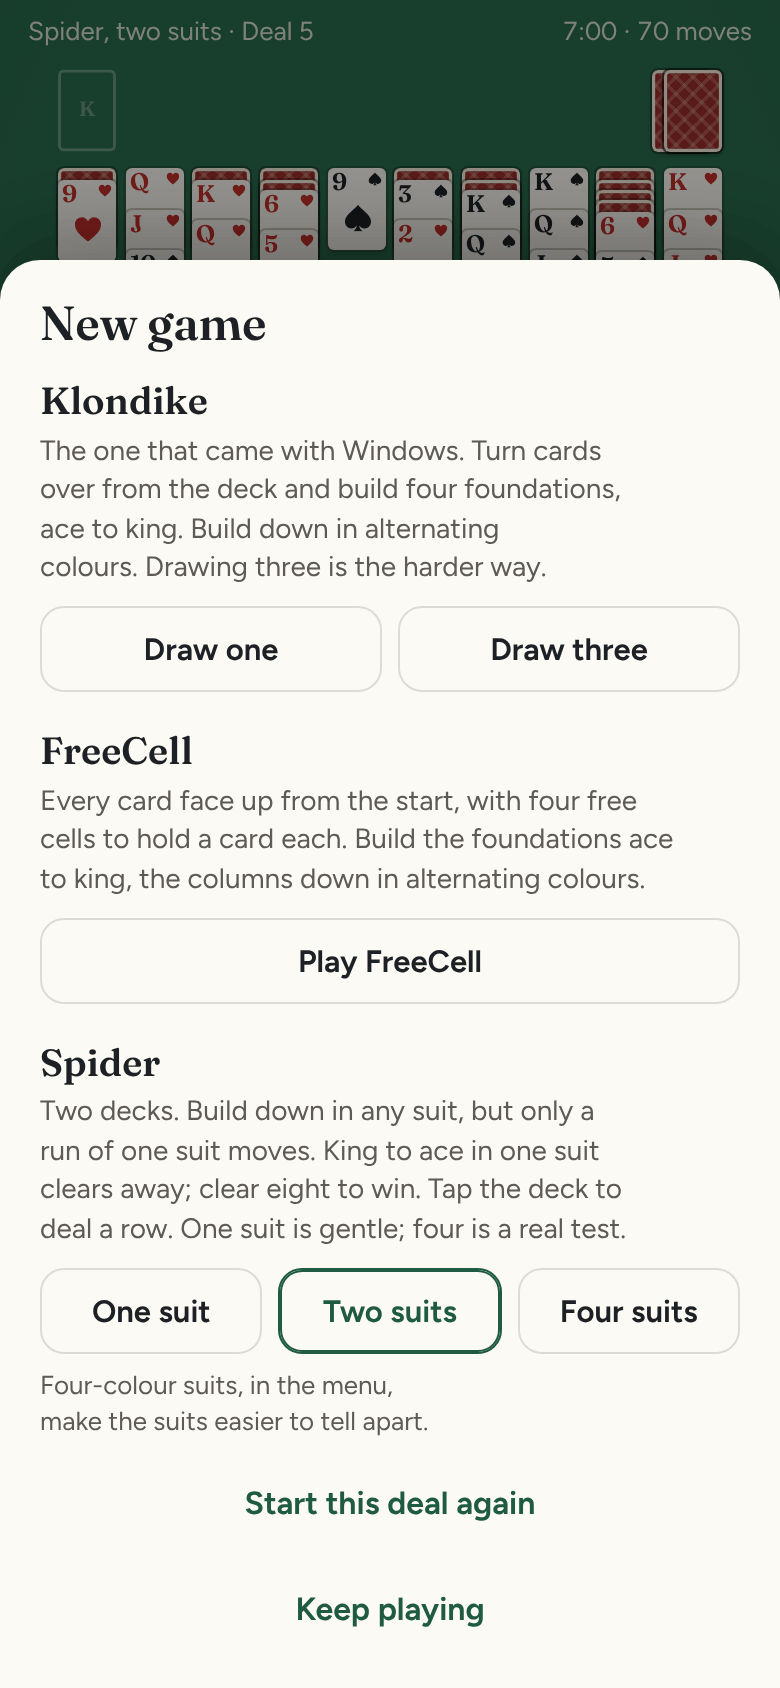 Spider, two suits · Deal 5
7:00 · 70 moves
K
9 Q K 6 9 3 K K 6 K
J Q 5 2 Q Q Q
New game
Klondike
The one that came with Windows. Turn cards
over from the deck and build four foundations,
ace to king. Build down in alternating
colours. Drawing three is the harder way.
Draw one
Draw three
FreeCell
Every card face up from the start, with four free
cells to hold a card each. Build the foundations ace
to king, the columns down in alternating colours.
Play FreeCell
Spider
Two decks. Build down in any suit, but only a
run of one suit moves. King to ace in one suit
clears away; clear eight to win. Tap the deck to
deal a row. One suit is gentle; four is a real test.
One suit
Two suits
Four suits
Four-colour suits, in the menu,
make the suits easier to tell apart.
Start this deal again
Keep playing